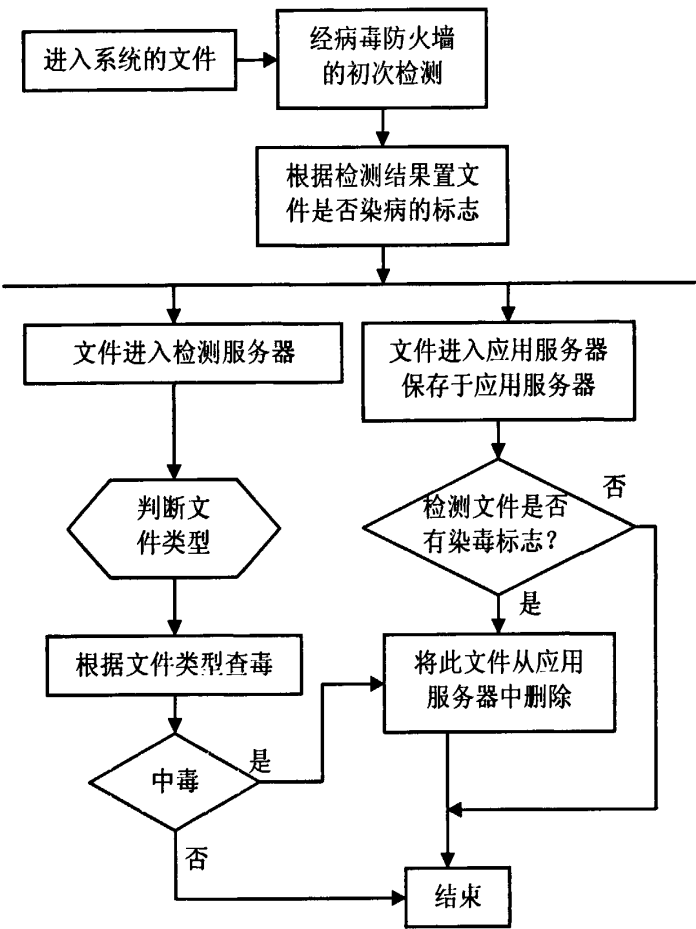 进入系统的文件
经病毒防火墙
的初次检测
根据检测结果置文
件是否染病的标志
文件进入检测服务器
文件进入应用服务器
保存于应用服务器
判断文
件类型
检测文件是否
有染毒标志?
否
是
根据文件类型查毒
将此文件从应用
服务器中删除
中毒
是
否
结束